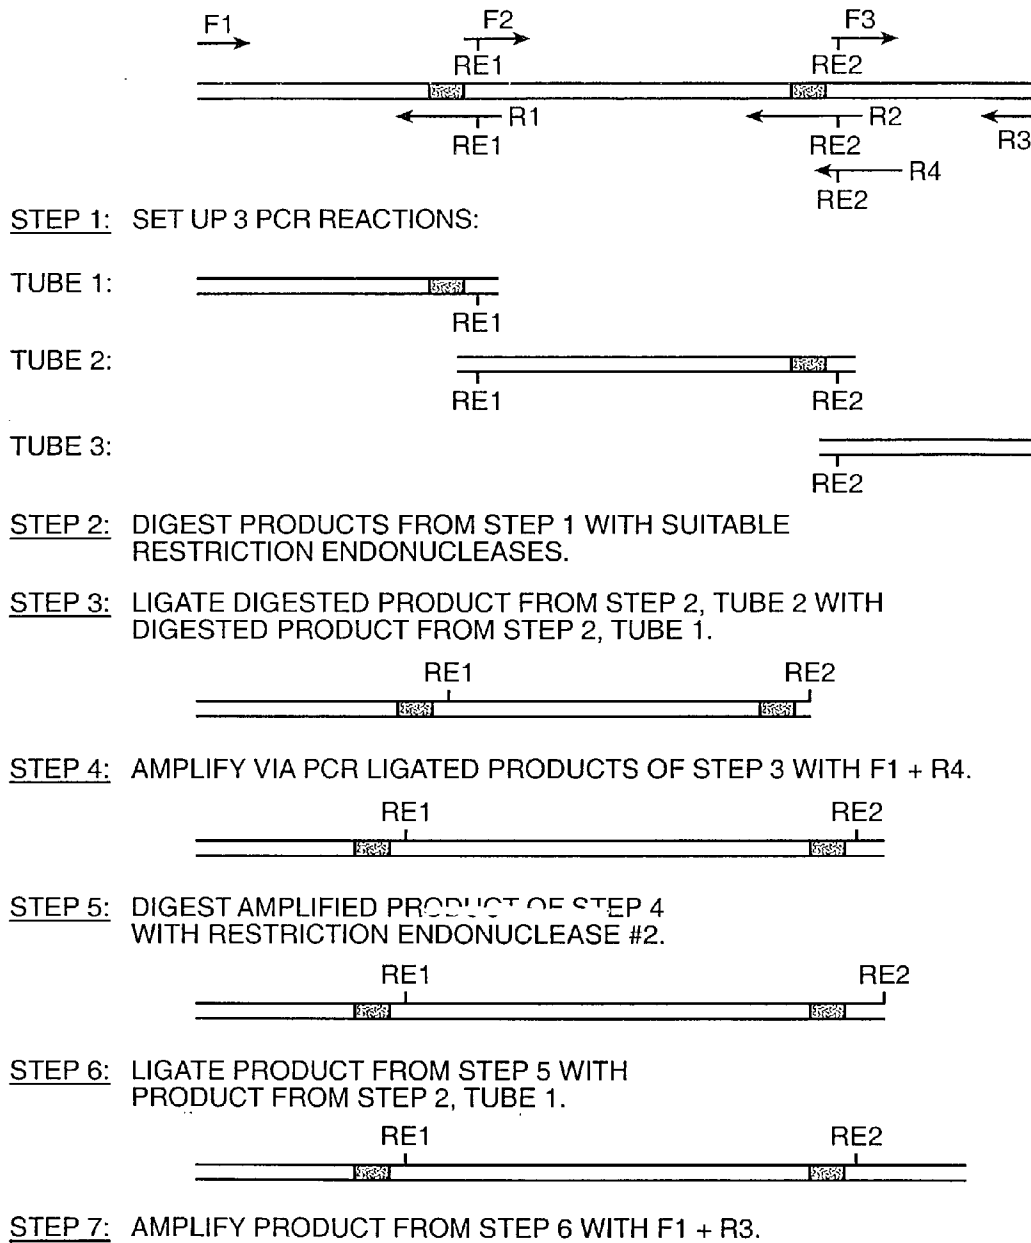 F1 F2 F3
RE1 RE2
R1 R2
RE1 RE2 R3
R4
RE2
STEP 1: SET UP 3 PCR REACTIONS:
TUBE 1:
RE1
TUBE 2:
RE1 RE2
TUBE 3:
RE2
STEP 2: DIGEST PRODUCTS FROM STEP 1 WITH SUITABLE
RESTRICTION ENDONUCLEASES.
STEP 3: LIGATE DIGESTED PRODUCT FROM STEP 2, TUBE 2 WITH
DIGESTED PRODUCT FROM STEP 2, TUBE 1.
RE1 RE2
STEP 4: AMPLIFY VIA PCR LIGATED PRODUCTS OF STEP 3 WITH F1 + R4.
RE1 RE2
STEP 5: DIGEST AMPLIFIED PRODUCT OF STEP 4
WITH RESTRICTION ENDONUCLEASE #2.
RE1 RE2
STEP 6: LIGATE PRODUCT FROM STEP 5 WITH
PRODUCT FROM STEP 2, TUBE 1.
RE1 RE2
STEP 7: AMPLIFY PRODUCT FROM STEP 6 WITH F1 + R3.